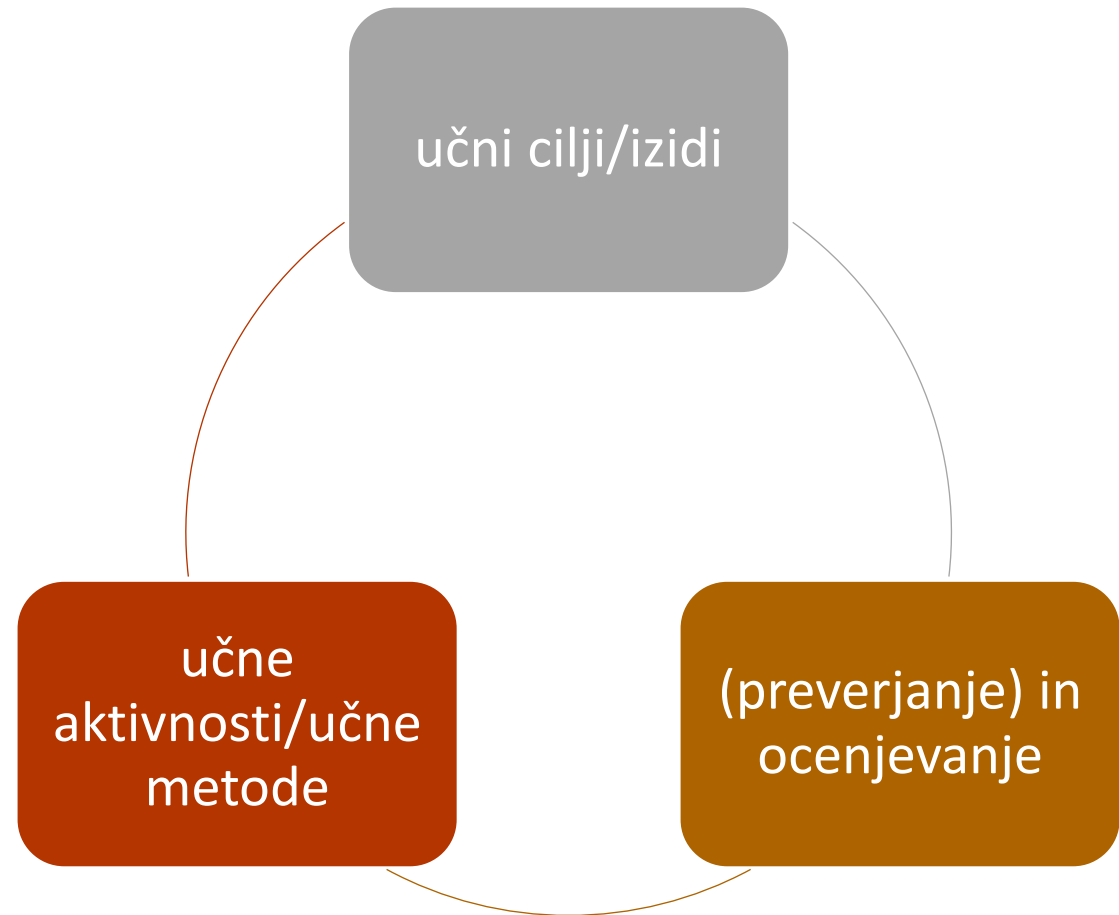 učni cilji/izidi
učne
aktivnosti/učne
metode
(preverjanje) in
ocenjevanje